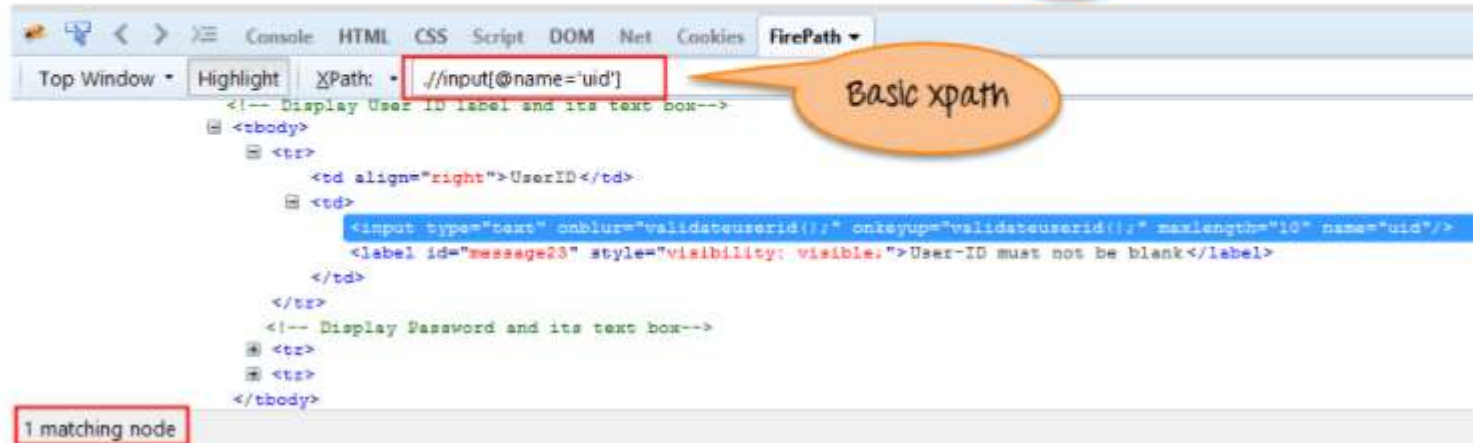 Console HTML CSS Script DOM Net Cookies FirePath
Top Window Highlight XPath: .//input[@name='uid']
Basic xpath
<!-- Display User ID label and its text box-->
<tbody>
<tr>
<td align="right">UserID</td>
<td>
<input type="text" onblur="validateuserid();" onkeyup="validateuserid();" maxlength="10" name="uid"/>
<label id="message23" style="visibility: visible;">User-ID must not be blank</label>
</td>
</tr>
<!-- Display Password and its text box-->
<tr>
<tr>
</tbody>
1 matching node